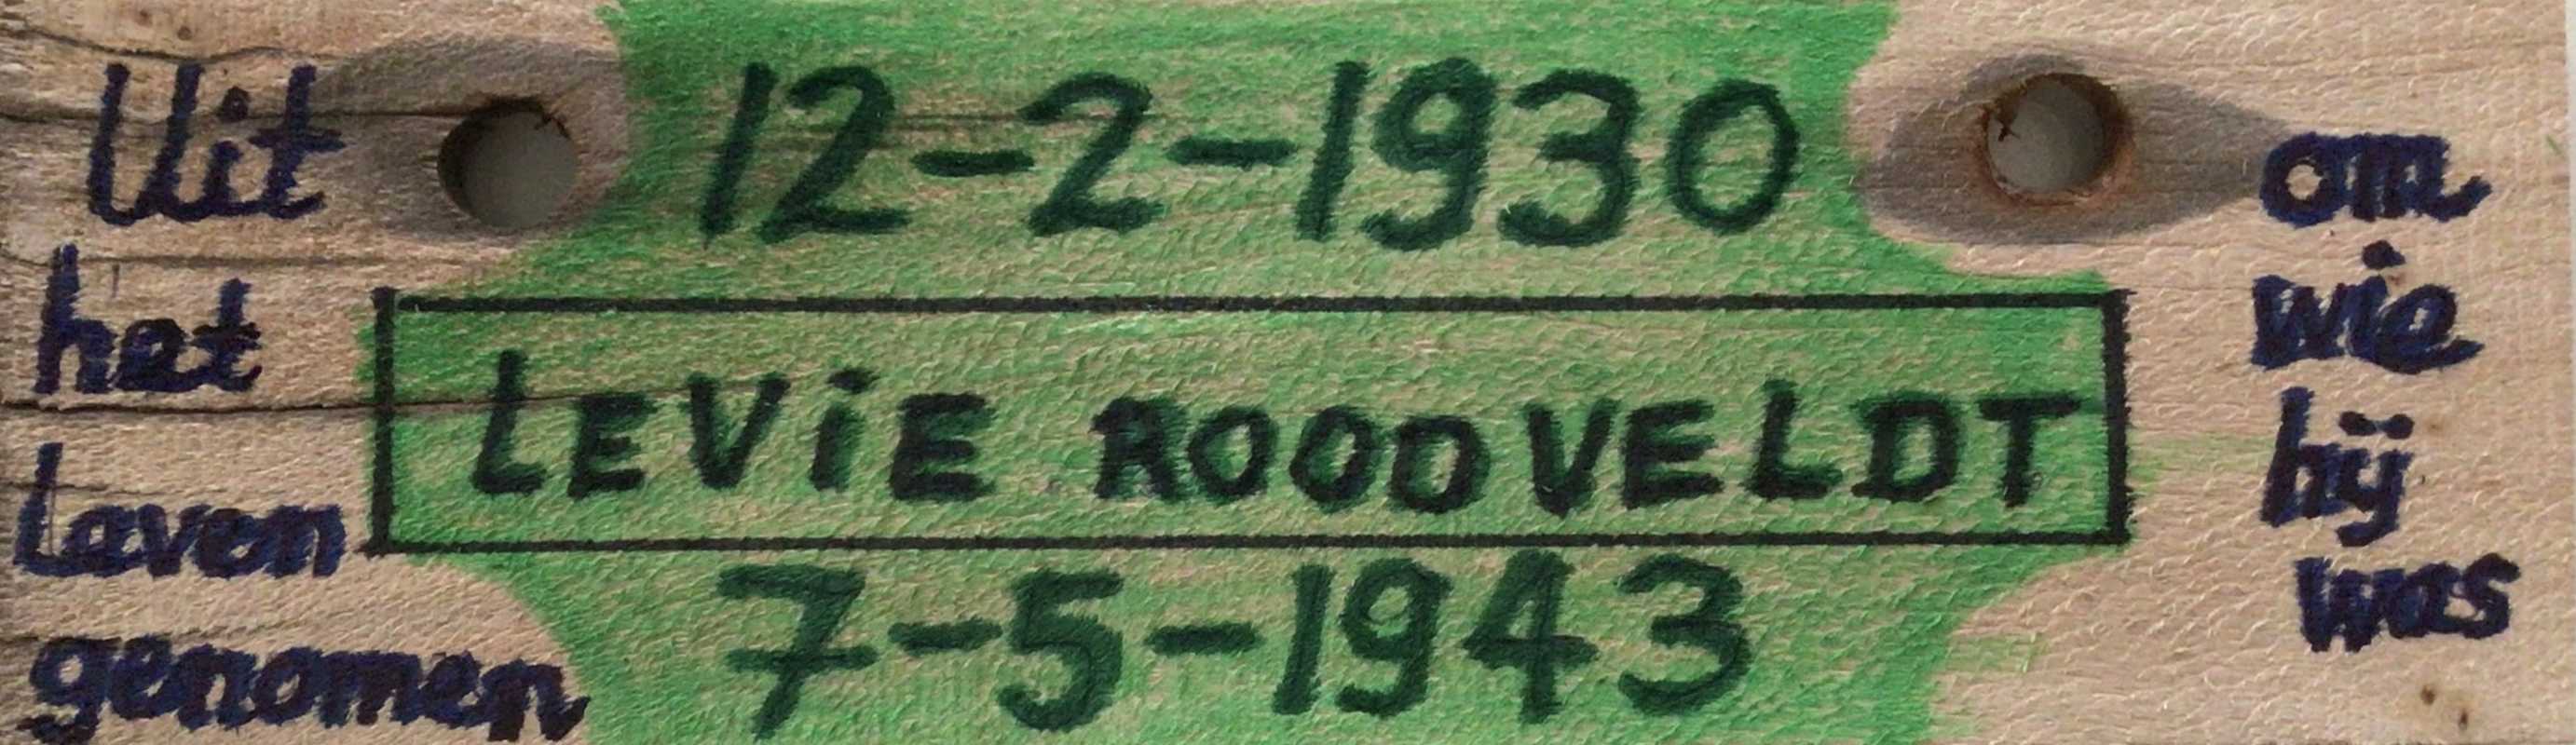 Uit
het
Leven
genomen
12-2-1930
LEViE ROODVELDT
7-5-1943
om
wie
hij
was